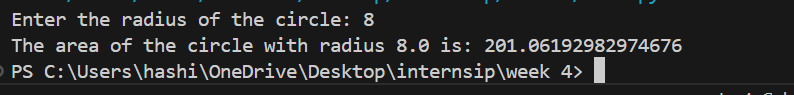 Enter the radius of the circle: 8
The area of the circle with radius 8.0 is: 201.06192982974676
PS C:\Users\hashi\OneDrive\Desktop\internsip\week 4>